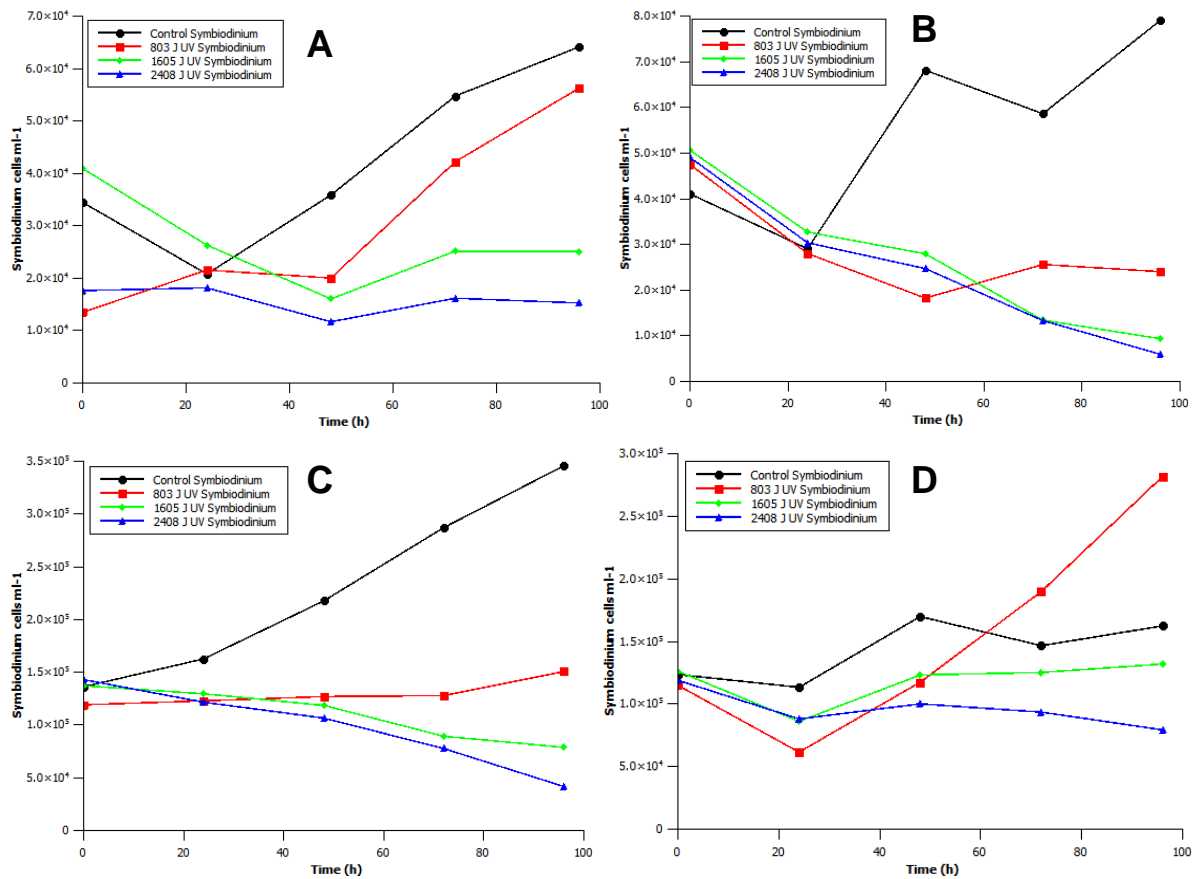 A
Control Symbiodinium
803 J UV Symbiodinium
1605 J UV Symbiodinium
2408 J UV Symbiodinium
Symbiodinium cells ml-1
7.0×10⁴
6.0×10⁴
5.0×10⁴
4.0×10⁴
3.0×10⁴
2.0×10⁴
1.0×10⁴
0
0 20 40 60 80 100
Time (h)
B
Control Symbiodinium
803 J UV Symbiodinium
1605 J UV Symbiodinium
2408 J UV Symbiodinium
Symbiodinium cells ml-1
8.0×10⁴
7.0×10⁴
6.0×10⁴
5.0×10⁴
4.0×10⁴
3.0×10⁴
2.0×10⁴
1.0×10⁴
0
0 20 40 60 80 100
Time (h)
C
Control Symbiodinium
803 J UV Symbiodinium
1605 J UV Symbiodinium
2408 J UV Symbiodinium
Symbiodinium cells ml-1
3.5×10⁵
3.0×10⁵
2.5×10⁵
2.0×10⁵
1.5×10⁵
1.0×10⁵
5.0×10⁴
0
0 20 40 60 80 100
Time (h)
D
Control Symbiodinium
803 J UV Symbiodinium
1605 J UV Symbiodinium
2408 J UV Symbiodinium
Symbiodinium cells ml-1
3.0×10⁵
2.5×10⁵
2.0×10⁵
1.5×10⁵
1.0×10⁵
5.0×10⁴
0
0 20 40 60 80 100
Time (h)